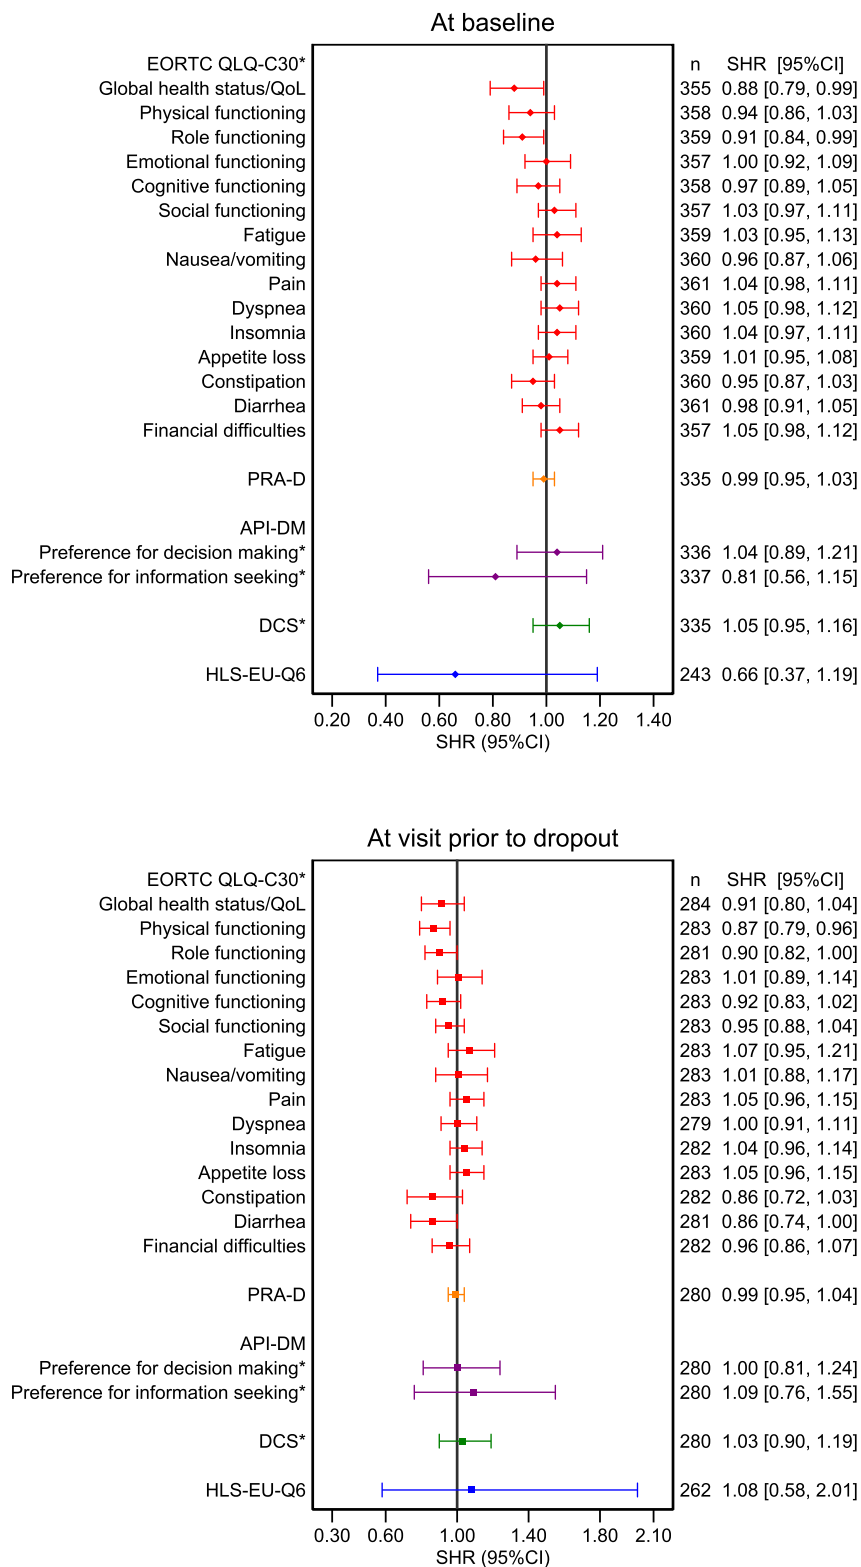 At baseline
EORTC QLQ-C30* n SHR [95%CI]
Global health status/QoL 355 0.88 [0.79, 0.99]
Physical functioning 358 0.94 [0.86, 1.03]
Role functioning 359 0.91 [0.84, 0.99]
Emotional functioning 357 1.00 [0.92, 1.09]
Cognitive functioning 358 0.97 [0.89, 1.05]
Social functioning 357 1.03 [0.97, 1.11]
Fatigue 359 1.03 [0.95, 1.13]
Nausea/vomiting 360 0.96 [0.87, 1.06]
Pain 361 1.04 [0.98, 1.11]
Dyspnea 360 1.05 [0.98, 1.12]
Insomnia 360 1.04 [0.97, 1.11]
Appetite loss 359 1.01 [0.95, 1.08]
Constipation 360 0.95 [0.87, 1.03]
Diarrhea 361 0.98 [0.91, 1.05]
Financial difficulties 357 1.05 [0.98, 1.12]
PRA-D 335 0.99 [0.95, 1.03]
API-DM
Preference for decision making* 336 1.04 [0.89, 1.21]
Preference for information seeking* 337 0.81 [0.56, 1.15]
DCS* 335 1.05 [0.95, 1.16]
HLS-EU-Q6 243 0.66 [0.37, 1.19]
0.20 0.40 0.60 0.80 1.00 1.20 1.40
SHR (95%CI)
At visit prior to dropout
EORTC QLQ-C30* n SHR [95%CI]
Global health status/QoL 284 0.91 [0.80, 1.04]
Physical functioning 283 0.87 [0.79, 0.96]
Role functioning 281 0.90 [0.82, 1.00]
Emotional functioning 283 1.01 [0.89, 1.14]
Cognitive functioning 283 0.92 [0.83, 1.02]
Social functioning 283 0.95 [0.88, 1.04]
Fatigue 283 1.07 [0.95, 1.21]
Nausea/vomiting 283 1.01 [0.88, 1.17]
Pain 283 1.05 [0.96, 1.15]
Dyspnea 279 1.00 [0.91, 1.11]
Insomnia 282 1.04 [0.96, 1.14]
Appetite loss 283 1.05 [0.96, 1.15]
Constipation 282 0.86 [0.72, 1.03]
Diarrhea 281 0.86 [0.74, 1.00]
Financial difficulties 282 0.96 [0.86, 1.07]
PRA-D 280 0.99 [0.95, 1.04]
API-DM
Preference for decision making* 280 1.00 [0.81, 1.24]
Preference for information seeking* 280 1.09 [0.76, 1.55]
DCS* 280 1.03 [0.90, 1.19]
HLS-EU-Q6 262 1.08 [0.58, 2.01]
0.30 0.60 1.00 1.40 1.80 2.10
SHR (95%CI)